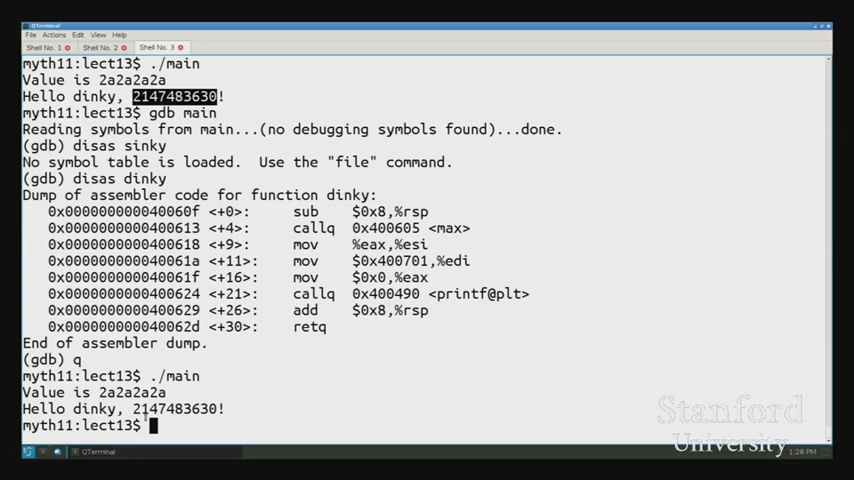 QTerminal
File Actions Edit View Help
Shell No. 1 Shell No. 2 Shell No. 3
myth11:lect13$ ./main
Value is 2a2a2a2a
Hello dinky, 2147483630!
myth11:lect13$ gdb main
Reading symbols from main...(no debugging symbols found)...done.
(gdb) disas sinky
No symbol table is loaded.  Use the "file" command.
(gdb) disas dinky
Dump of assembler code for function dinky:
   0x000000000040060f <+0>:     sub    $0x8,%rsp
   0x0000000000400613 <+4>:     callq  0x400605 <max>
   0x0000000000400618 <+9>:     mov    %eax,%esi
   0x000000000040061a <+11>:    mov    $0x400701,%edi
   0x000000000040061f <+16>:    mov    $0x0,%eax
   0x0000000000400624 <+21>:    callq  0x400490 <printf@plt>
   0x0000000000400629 <+26>:    add    $0x8,%rsp
   0x000000000040062d <+30>:    retq
End of assembler dump.
(gdb) q
myth11:lect13$ ./main
Value is 2a2a2a2a
Hello dinky, 2147483630!
myth11:lect13$
Stanford
University
QTerminal
1:28 PM